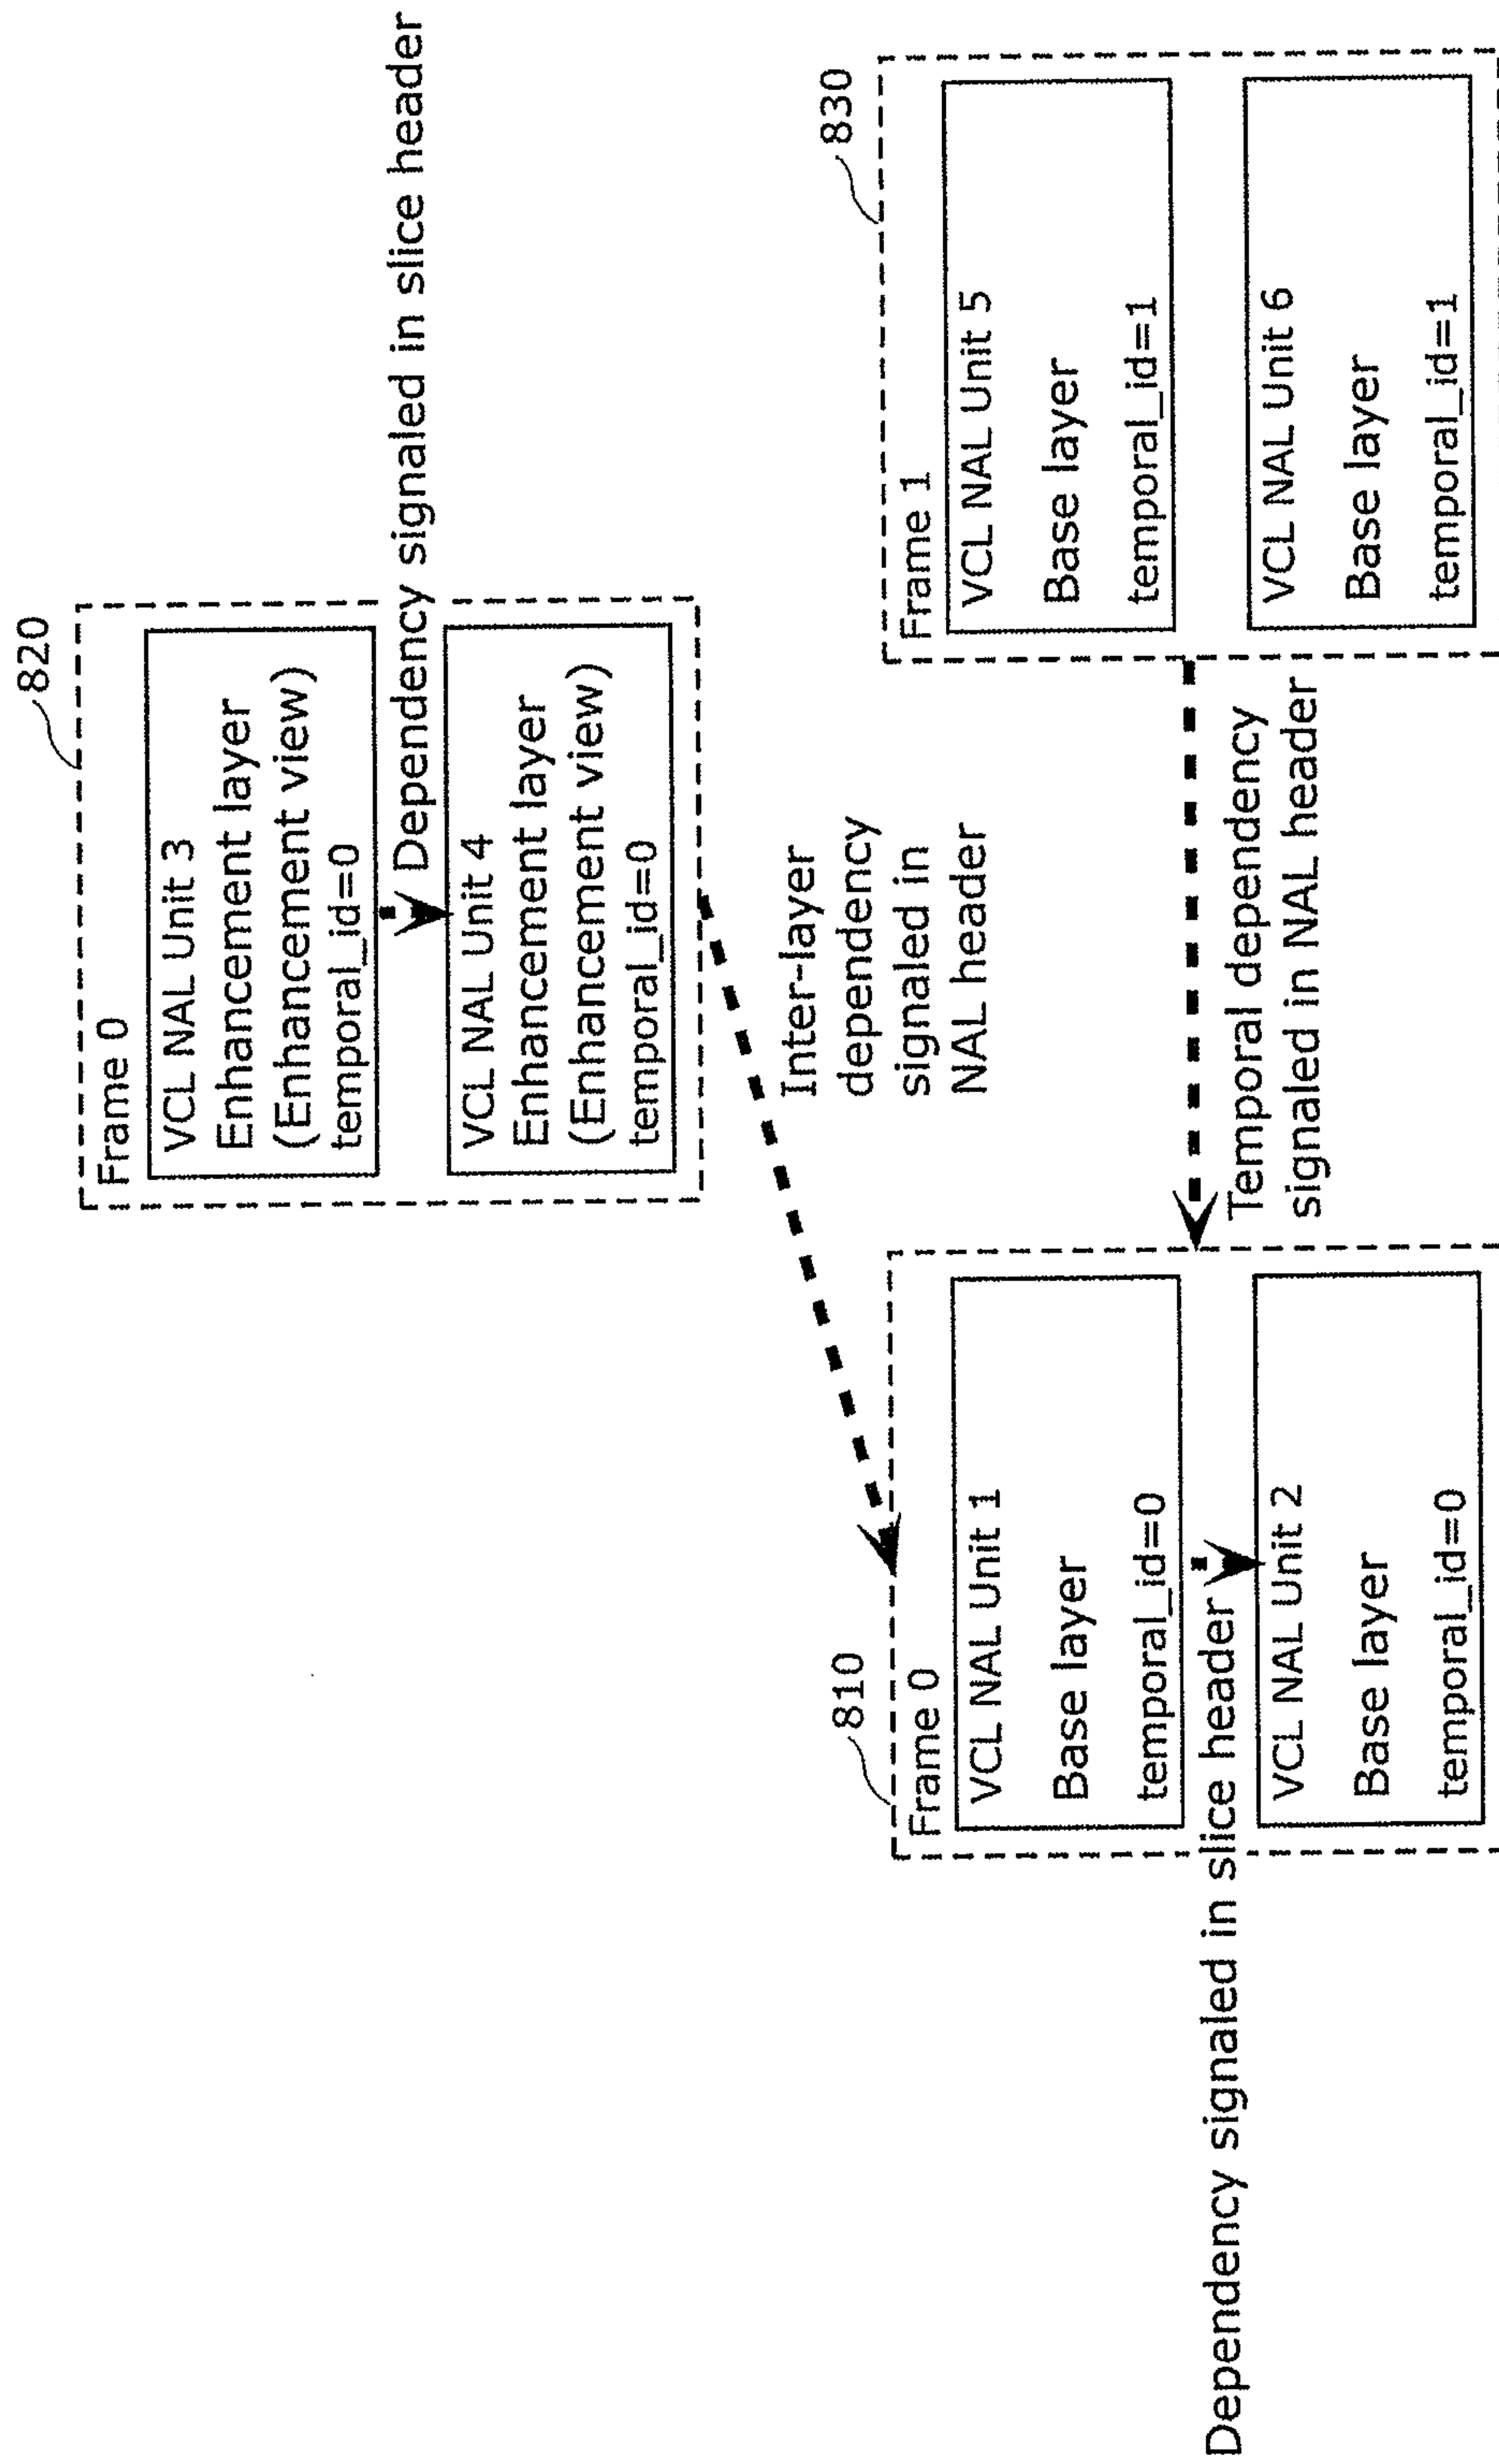 820
Frame 0
VCL NAL Unit 3
Enhancement layer
(Enhancement view)
temporal_id=0
Dependency signaled in slice header
VCL NAL Unit 4
Enhancement layer
(Enhancement view)
temporal_id=0
Inter-layer
dependency
signaled in
NAL header
810
Frame 0
VCL NAL Unit 1
Base layer
temporal_id=0
Dependency signaled in slice header
VCL NAL Unit 2
Base layer
temporal_id=0
Temporal dependency
signaled in NAL header
830
Frame 1
VCL NAL Unit 5
Base layer
temporal_id=1
VCL NAL Unit 6
Base layer
temporal_id=1